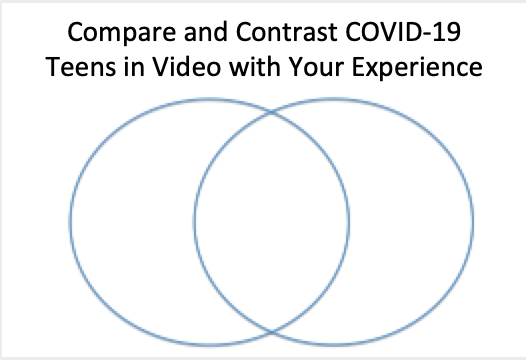 Compare and Contrast COVID-19
Teens in Video with Your Experience